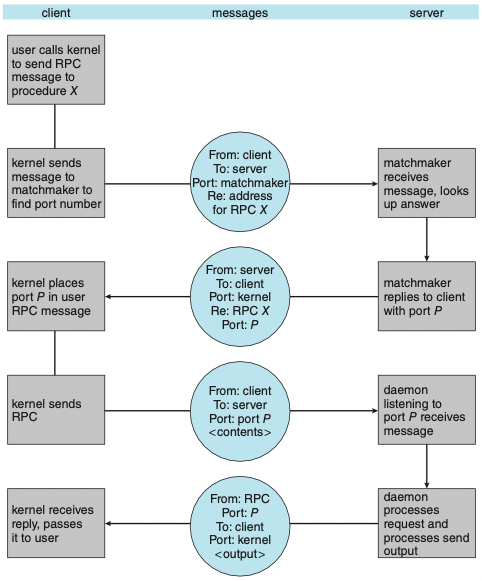 client
messages
server
user calls kernel
to send RPC
message to
procedure X
kernel sends
message to
matchmaker to
find port number
From: client
To: server
Port: matchmaker
Re: address
for RPC X
matchmaker
receives
message, looks
up answer
kernel places
port P in user
RPC message
From: server
To: client
Port: kernel
Re: RPC X
Port: P
matchmaker
replies to client
with port P
kernel sends
RPC
From: client
To: server
Port: port P
<contents>
daemon
listening to
port P receives
message
kernel receives
reply, passes
it to user
From: RPC
Port: P
To: client
Port: kernel
<output>
daemon
processes
request and
processes send
output